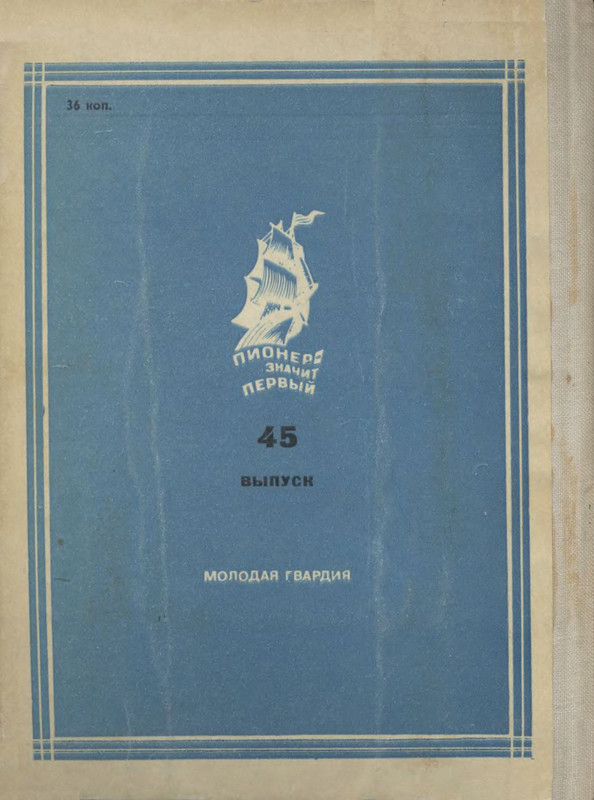 36 коп.
ПИОНЕР —
ЗНАЧИТ
ПЕРВЫЙ
45
ВЫПУСК
МОЛОДАЯ ГВАРДИЯ